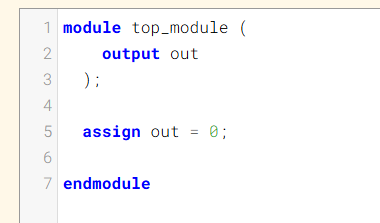 1 module top_module (
2     output out
3   );
4
5   assign out = 0;
6
7 endmodule